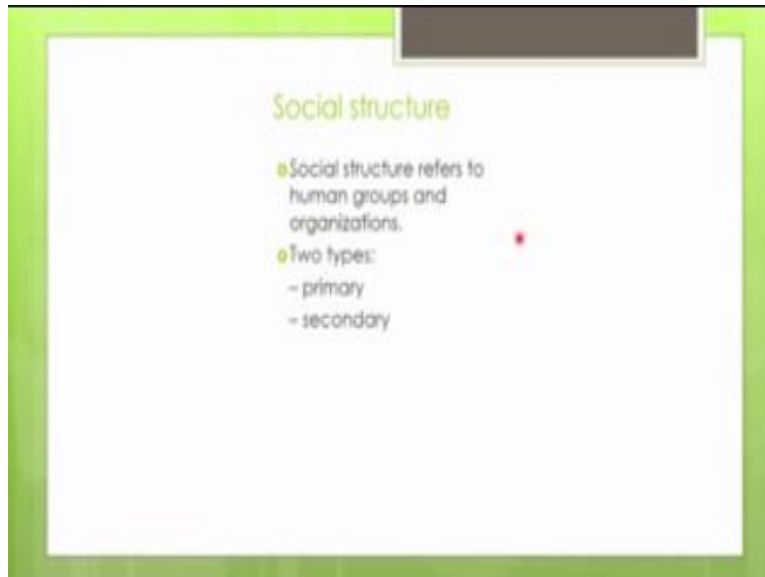 Social structure
Social structure refers to
human groups and
organizations.
Two types:
– primary
– secondary